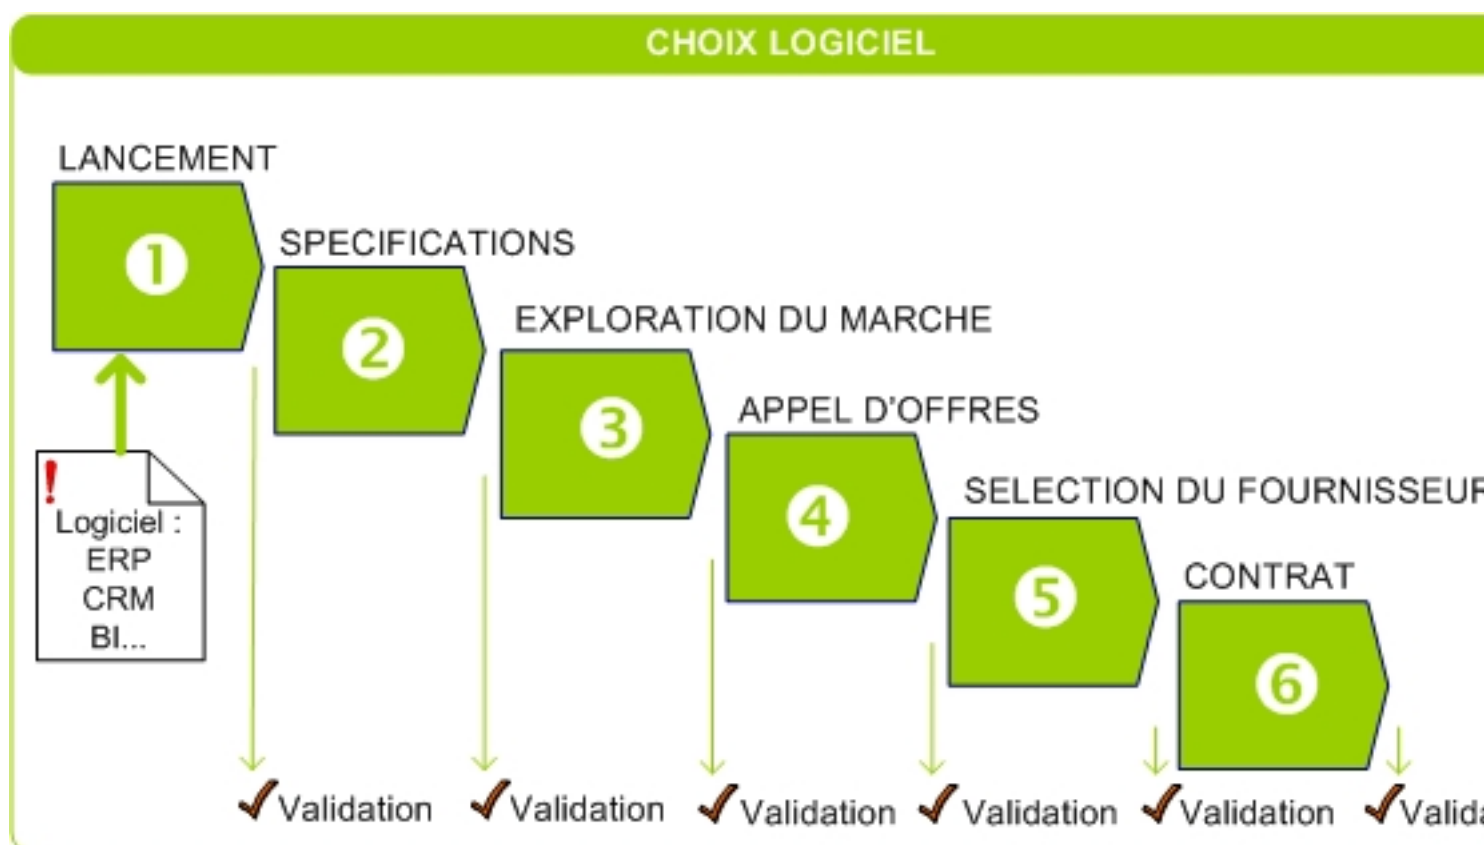 CHOIX LOGICIEL
LANCEMENT
1
SPECIFICATIONS
2
EXPLORATION DU MARCHE
3
APPEL D'OFFRES
4
SELECTION DU FOURNISSEUR
5
CONTRAT
6
!
Logiciel :
ERP
CRM
BI...
Validation
Validation
Validation
Validation
Validation